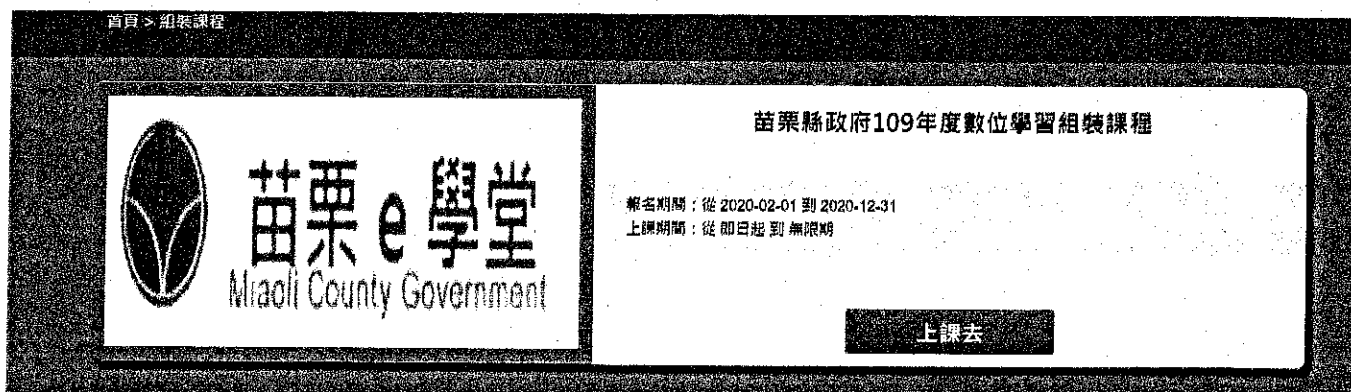 首頁 > 組裝課程
苗栗 e 學堂
Miaoli County Government
苗栗縣政府109年度數位學習組裝課程
報名期間：從 2020-02-01 到 2020-12-31
上課期間：從 即日起 到 無限期
上課去